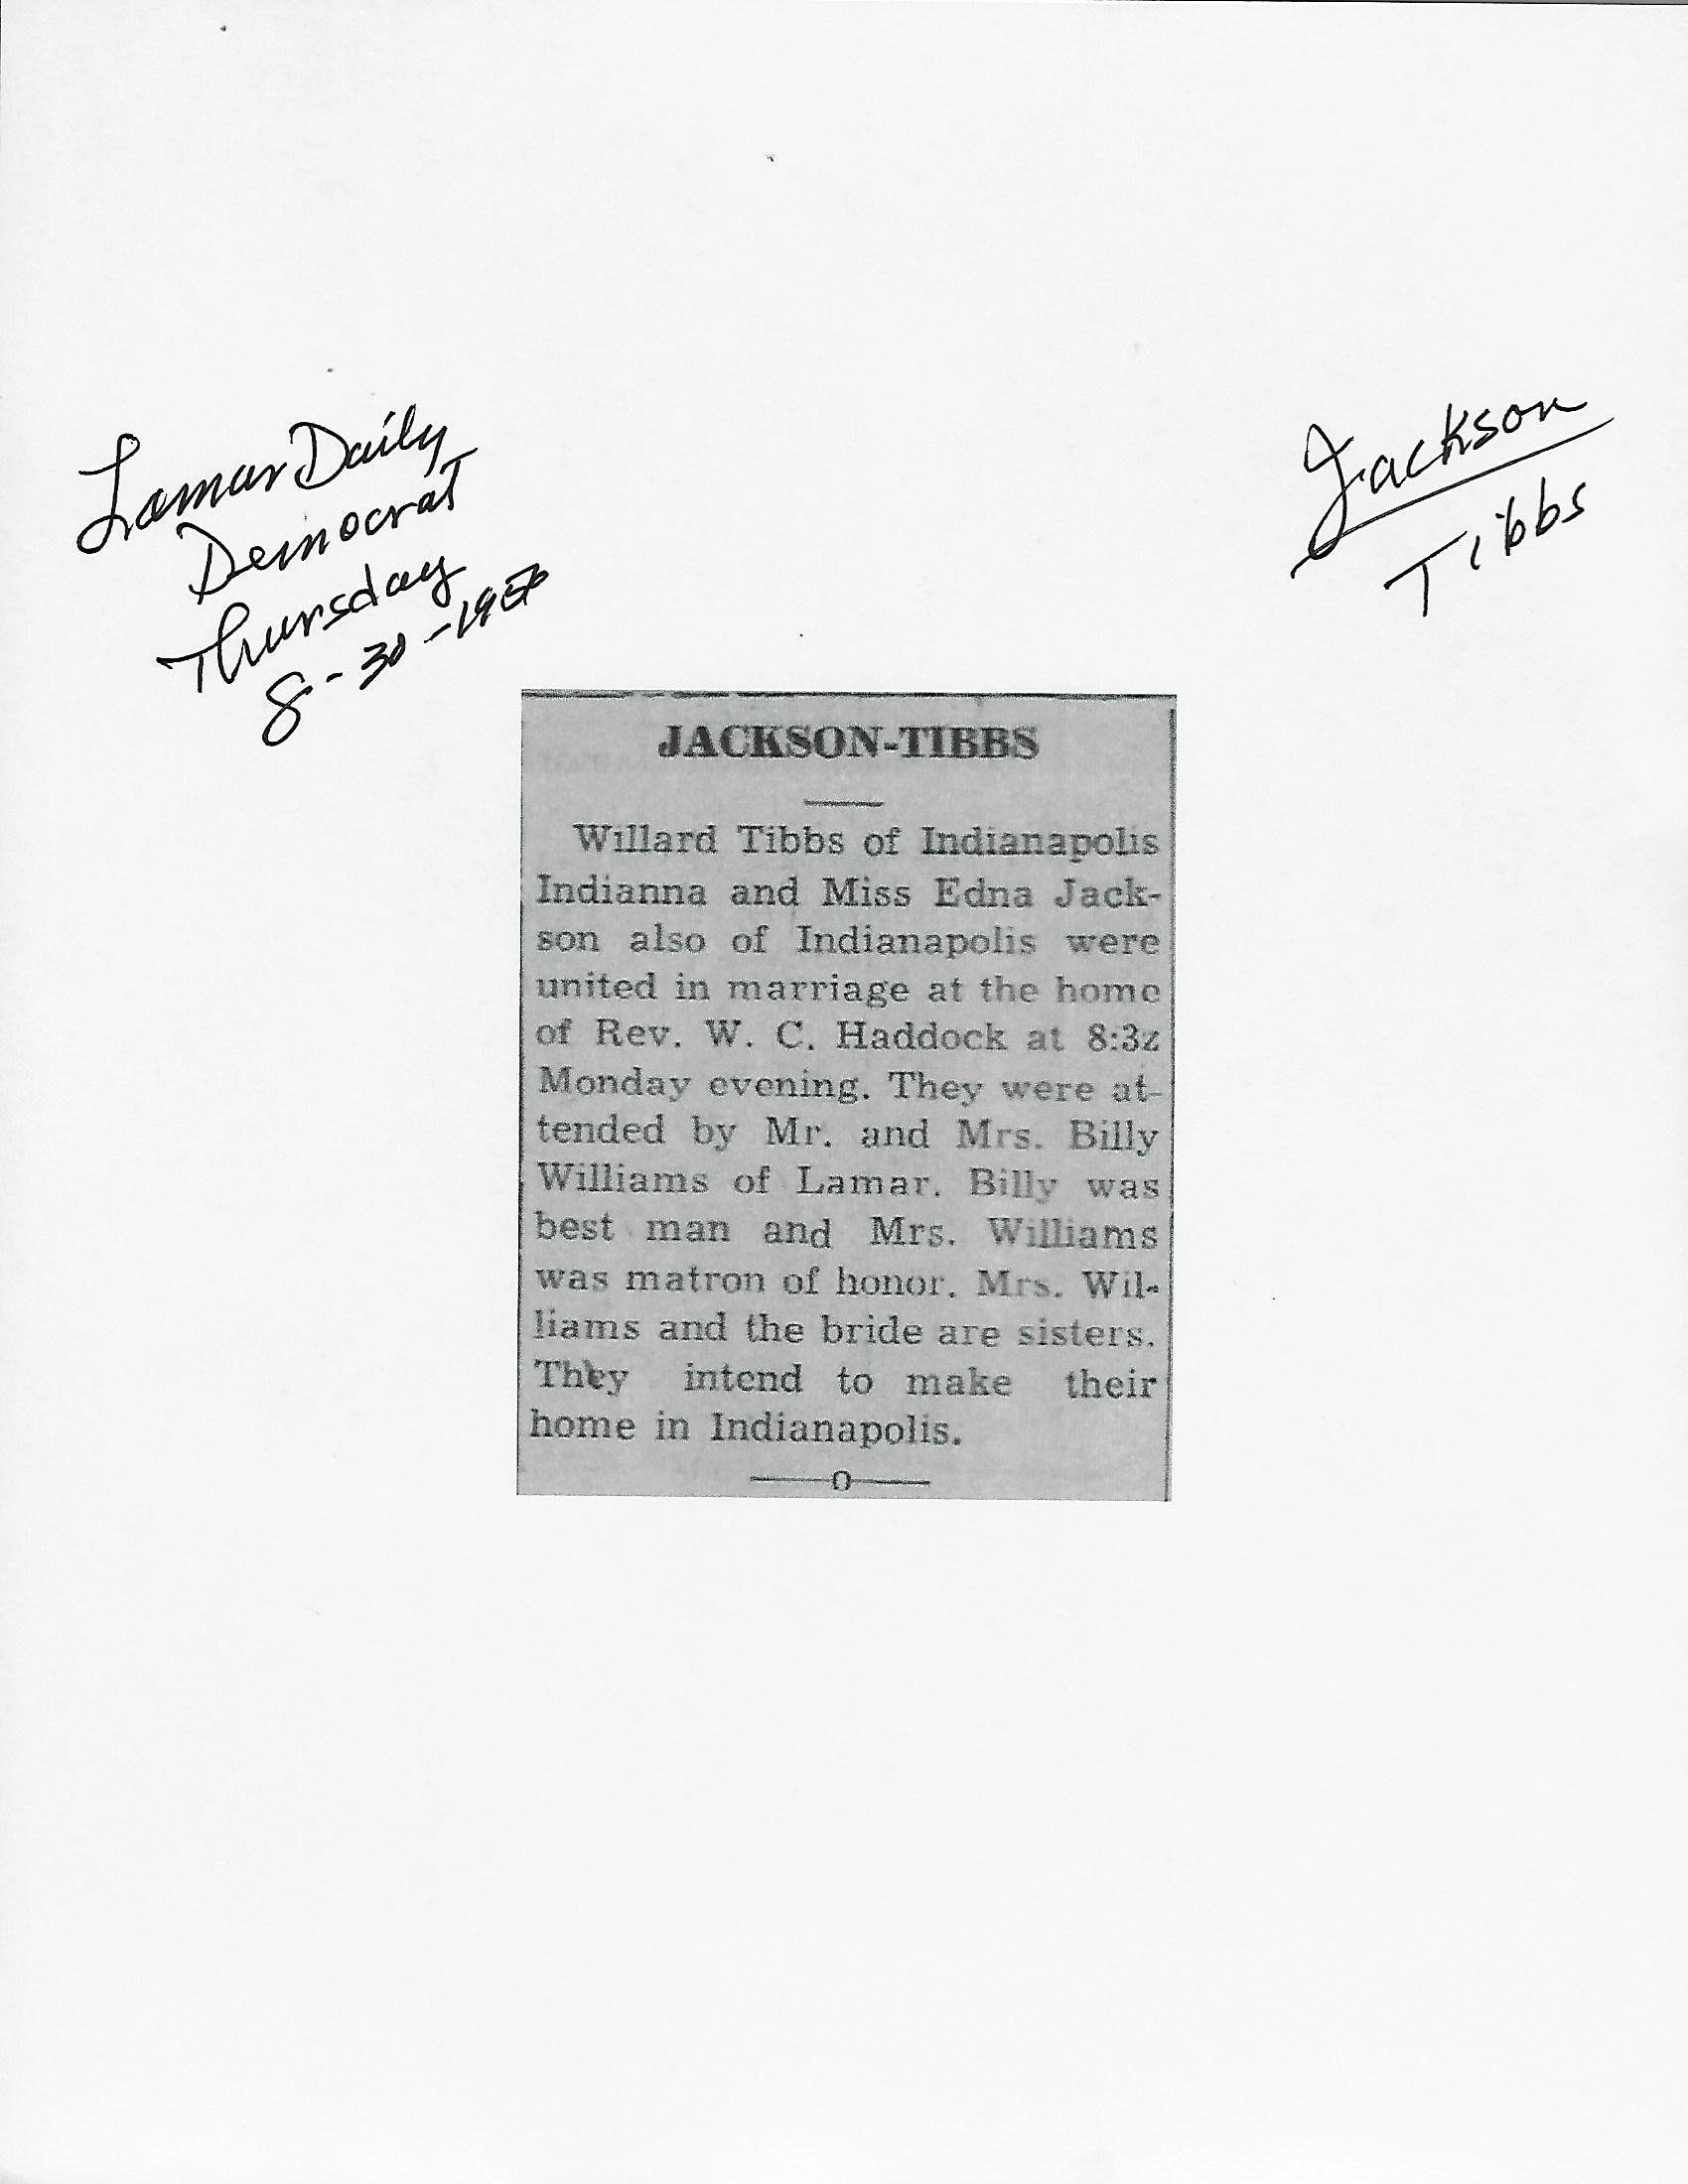 Lamar Daily
Democrat
Thursday
8-30-1950
Jackson
Tibbs
JACKSON-TIBBS
Willard Tibbs of Indianapolis
Indianna and Miss Edna Jack-
son also of Indianapolis were
united in marriage at the home
of Rev. W. C. Haddock at 8:3z
Monday evening. They were at-
tended by Mr. and Mrs. Billy
Williams of Lamar. Billy was
best man and Mrs. Williams
was matron of honor. Mrs. Wil-
liams and the bride are sisters.
They intend to make their
home in Indianapolis.